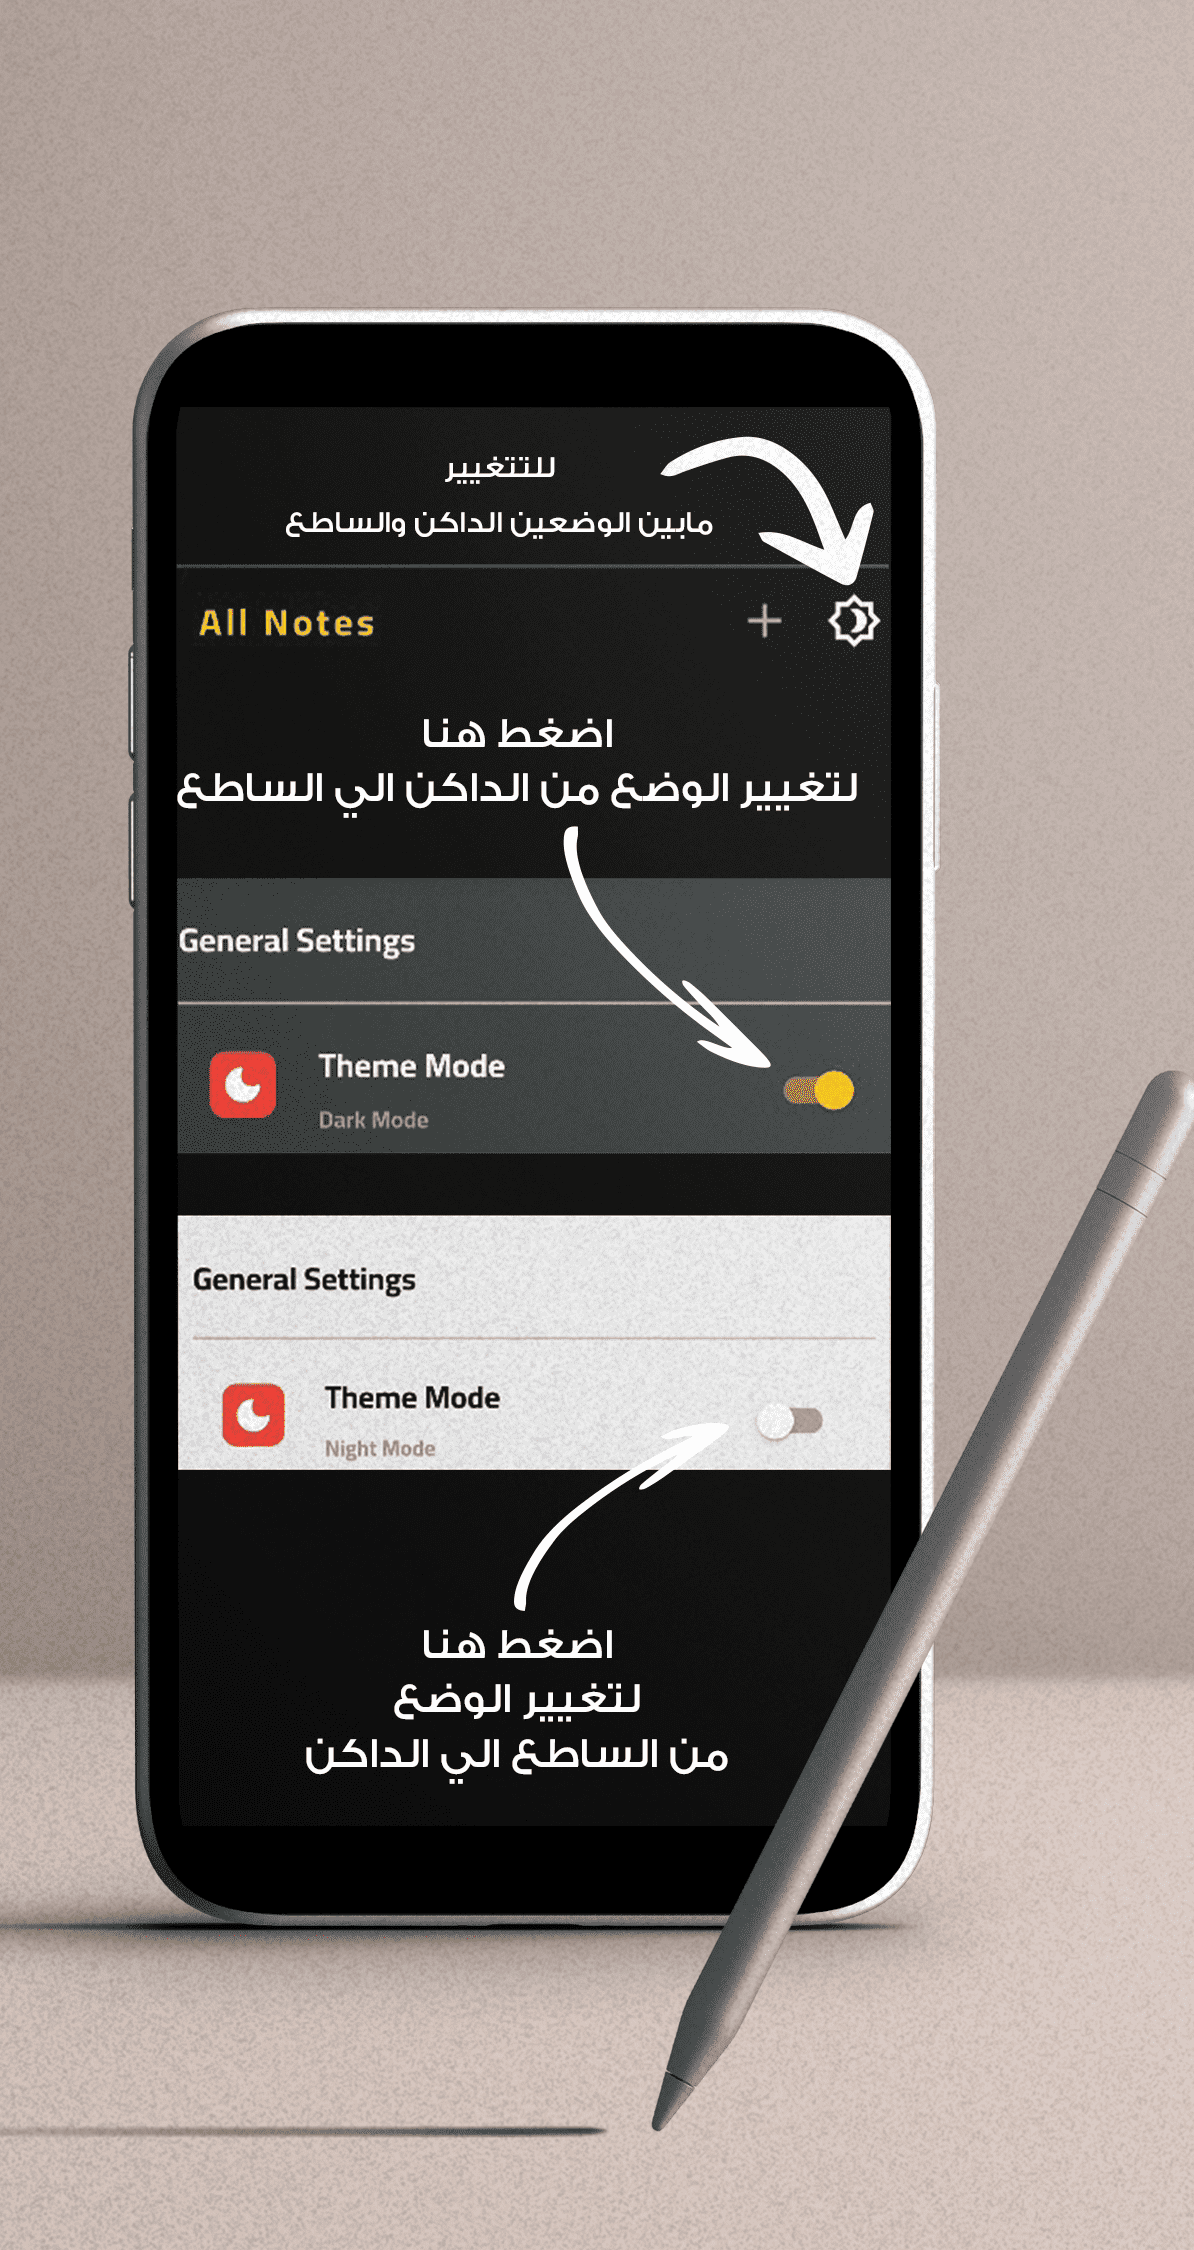 للتتغيير
مابين الوضعين الداكن والساطع
All Notes
اضغط هنا
لتغيير الوضع من الداكن الي الساطع
General Settings
Theme Mode
Dark Mode
General Settings
Theme Mode
Night Mode
اضغط هنا
لتغيير الوضع
من الساطع الي الداكن